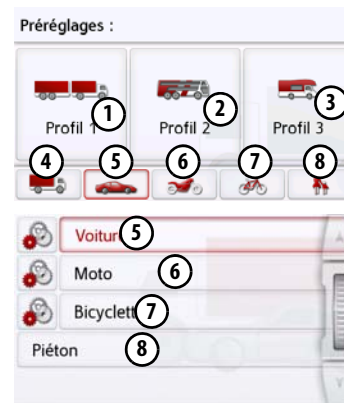 Préréglages :
1 2 3
Profil 1 Profil 2 Profil 3
4 5 6 7 8
Voiture 5
Moto 6
Bicyclett 7
Piéton 8